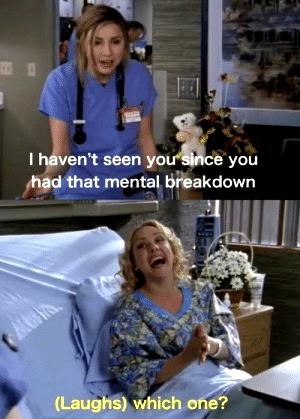 I haven't seen you since you
had that mental breakdown
(Laughs) which one?